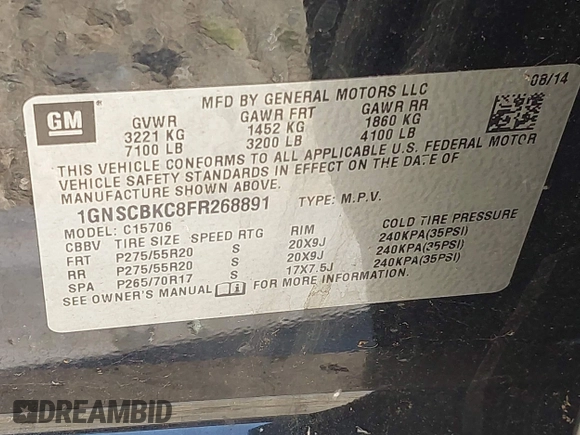 GM
MFD BY GENERAL MOTORS LLC 08/14
GVWR GAWR FRT GAWR RR
3221 KG 1452 KG 1860 KG
7100 LB 3200 LB 4100 LB
THIS VEHICLE CONFORMS TO ALL APPLICABLE U.S. FEDERAL MOTOR
VEHICLE SAFETY STANDARDS IN EFFECT ON THE DATE OF
MANUFACTURE SHOWN ABOVE.
1GNSCBKC8FR268891 TYPE: M.P.V.
MODEL: C15706
CBBV TIRE SIZE SPEED RTG RIM COLD TIRE PRESSURE
FRT P275/55R20 S 20X9J 240KPA(35PSI)
RR P275/55R20 S 20X9J 240KPA(35PSI)
SPA P265/70R17 S 17X7.5J 240KPA(35PSI)
SEE OWNER'S MANUAL FOR MORE INFORMATION.
DREAMBID